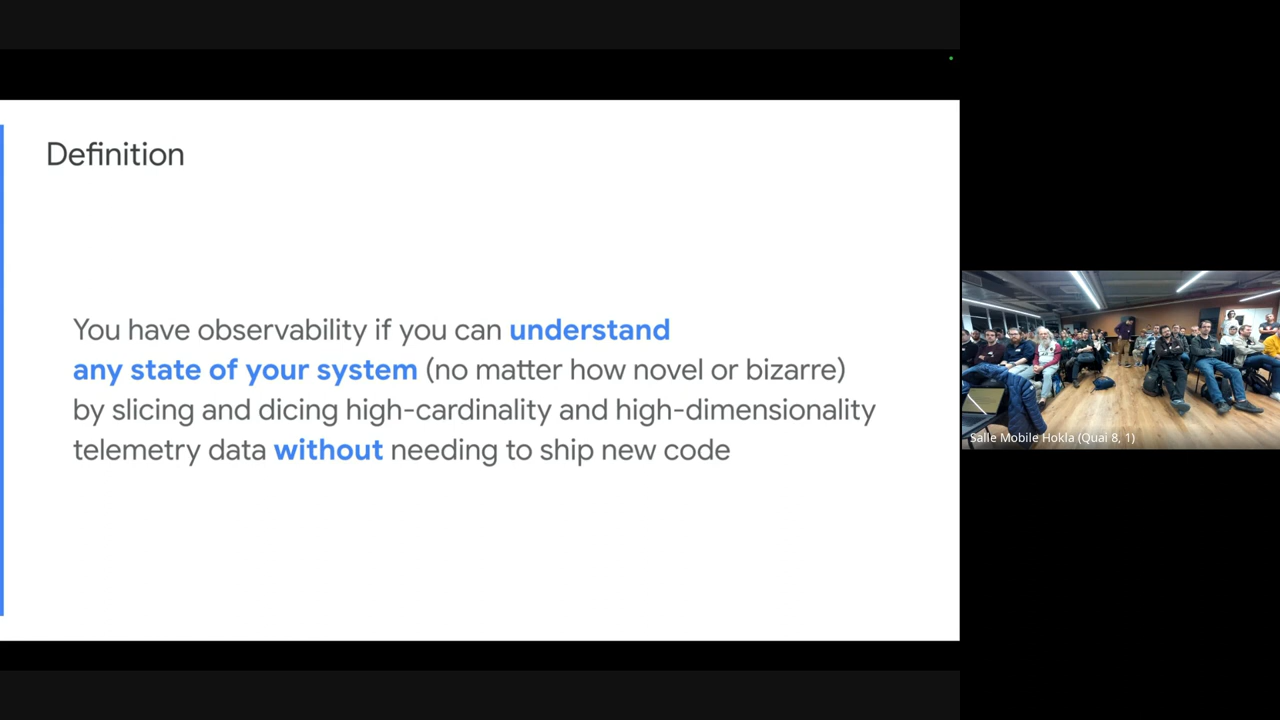 Definition
You have observability if you can understand
any state of your system (no matter how novel or bizarre)
by slicing and dicing high-cardinality and high-dimensionality
telemetry data without needing to ship new code
Salle Mobile Hokla (Quai 8, 1)